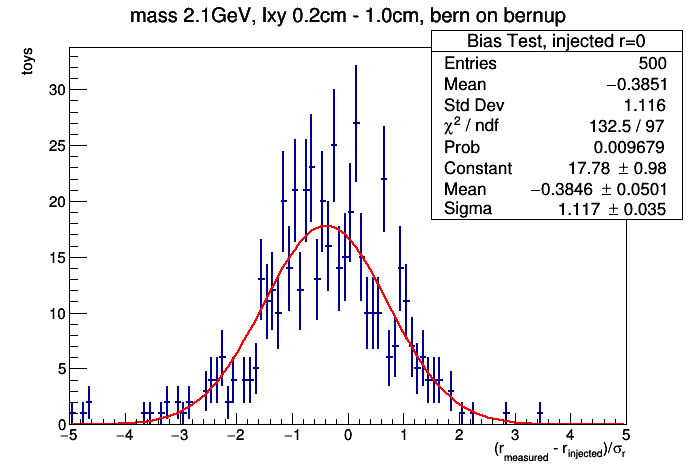 mass 2.1GeV, lxy 0.2cm - 1.0cm, bern on bernup
Bias Test, injected r=0
Entries 500
Mean −0.3851
Std Dev 1.116
χ² / ndf 132.5 / 97
Prob 0.009679
Constant 17.78 ± 0.98
Mean −0.3846 ± 0.0501
Sigma 1.117 ± 0.035
toys
30
25
20
15
10
5
0
−5 −4 −3 −2 −1 0 1 2 3 4 5
(r_measured - r_injected)/σ_r